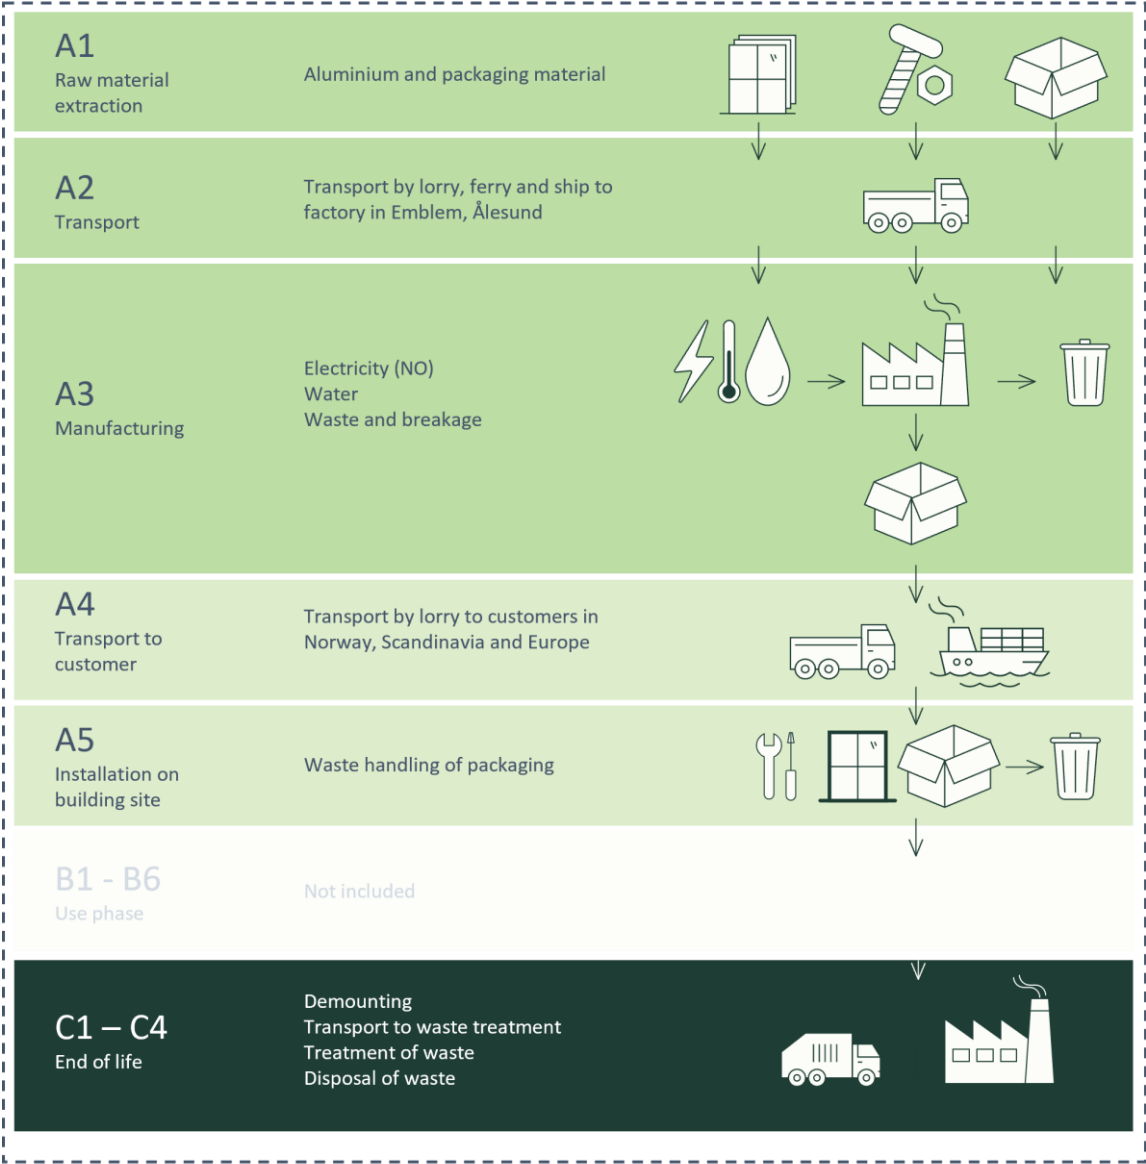 A1
Raw material
extraction
Aluminium and packaging material
A2
Transport
Transport by lorry, ferry and ship to
factory in Emblem, Ålesund
A3
Manufacturing
Electricity (NO)
Water
Waste and breakage
A4
Transport to
customer
Transport by lorry to customers in
Norway, Scandinavia and Europe
A5
Installation on
building site
Waste handling of packaging
B1 - B6
Use phase
Not included
C1 – C4
End of life
Demounting
Transport to waste treatment
Treatment of waste
Disposal of waste